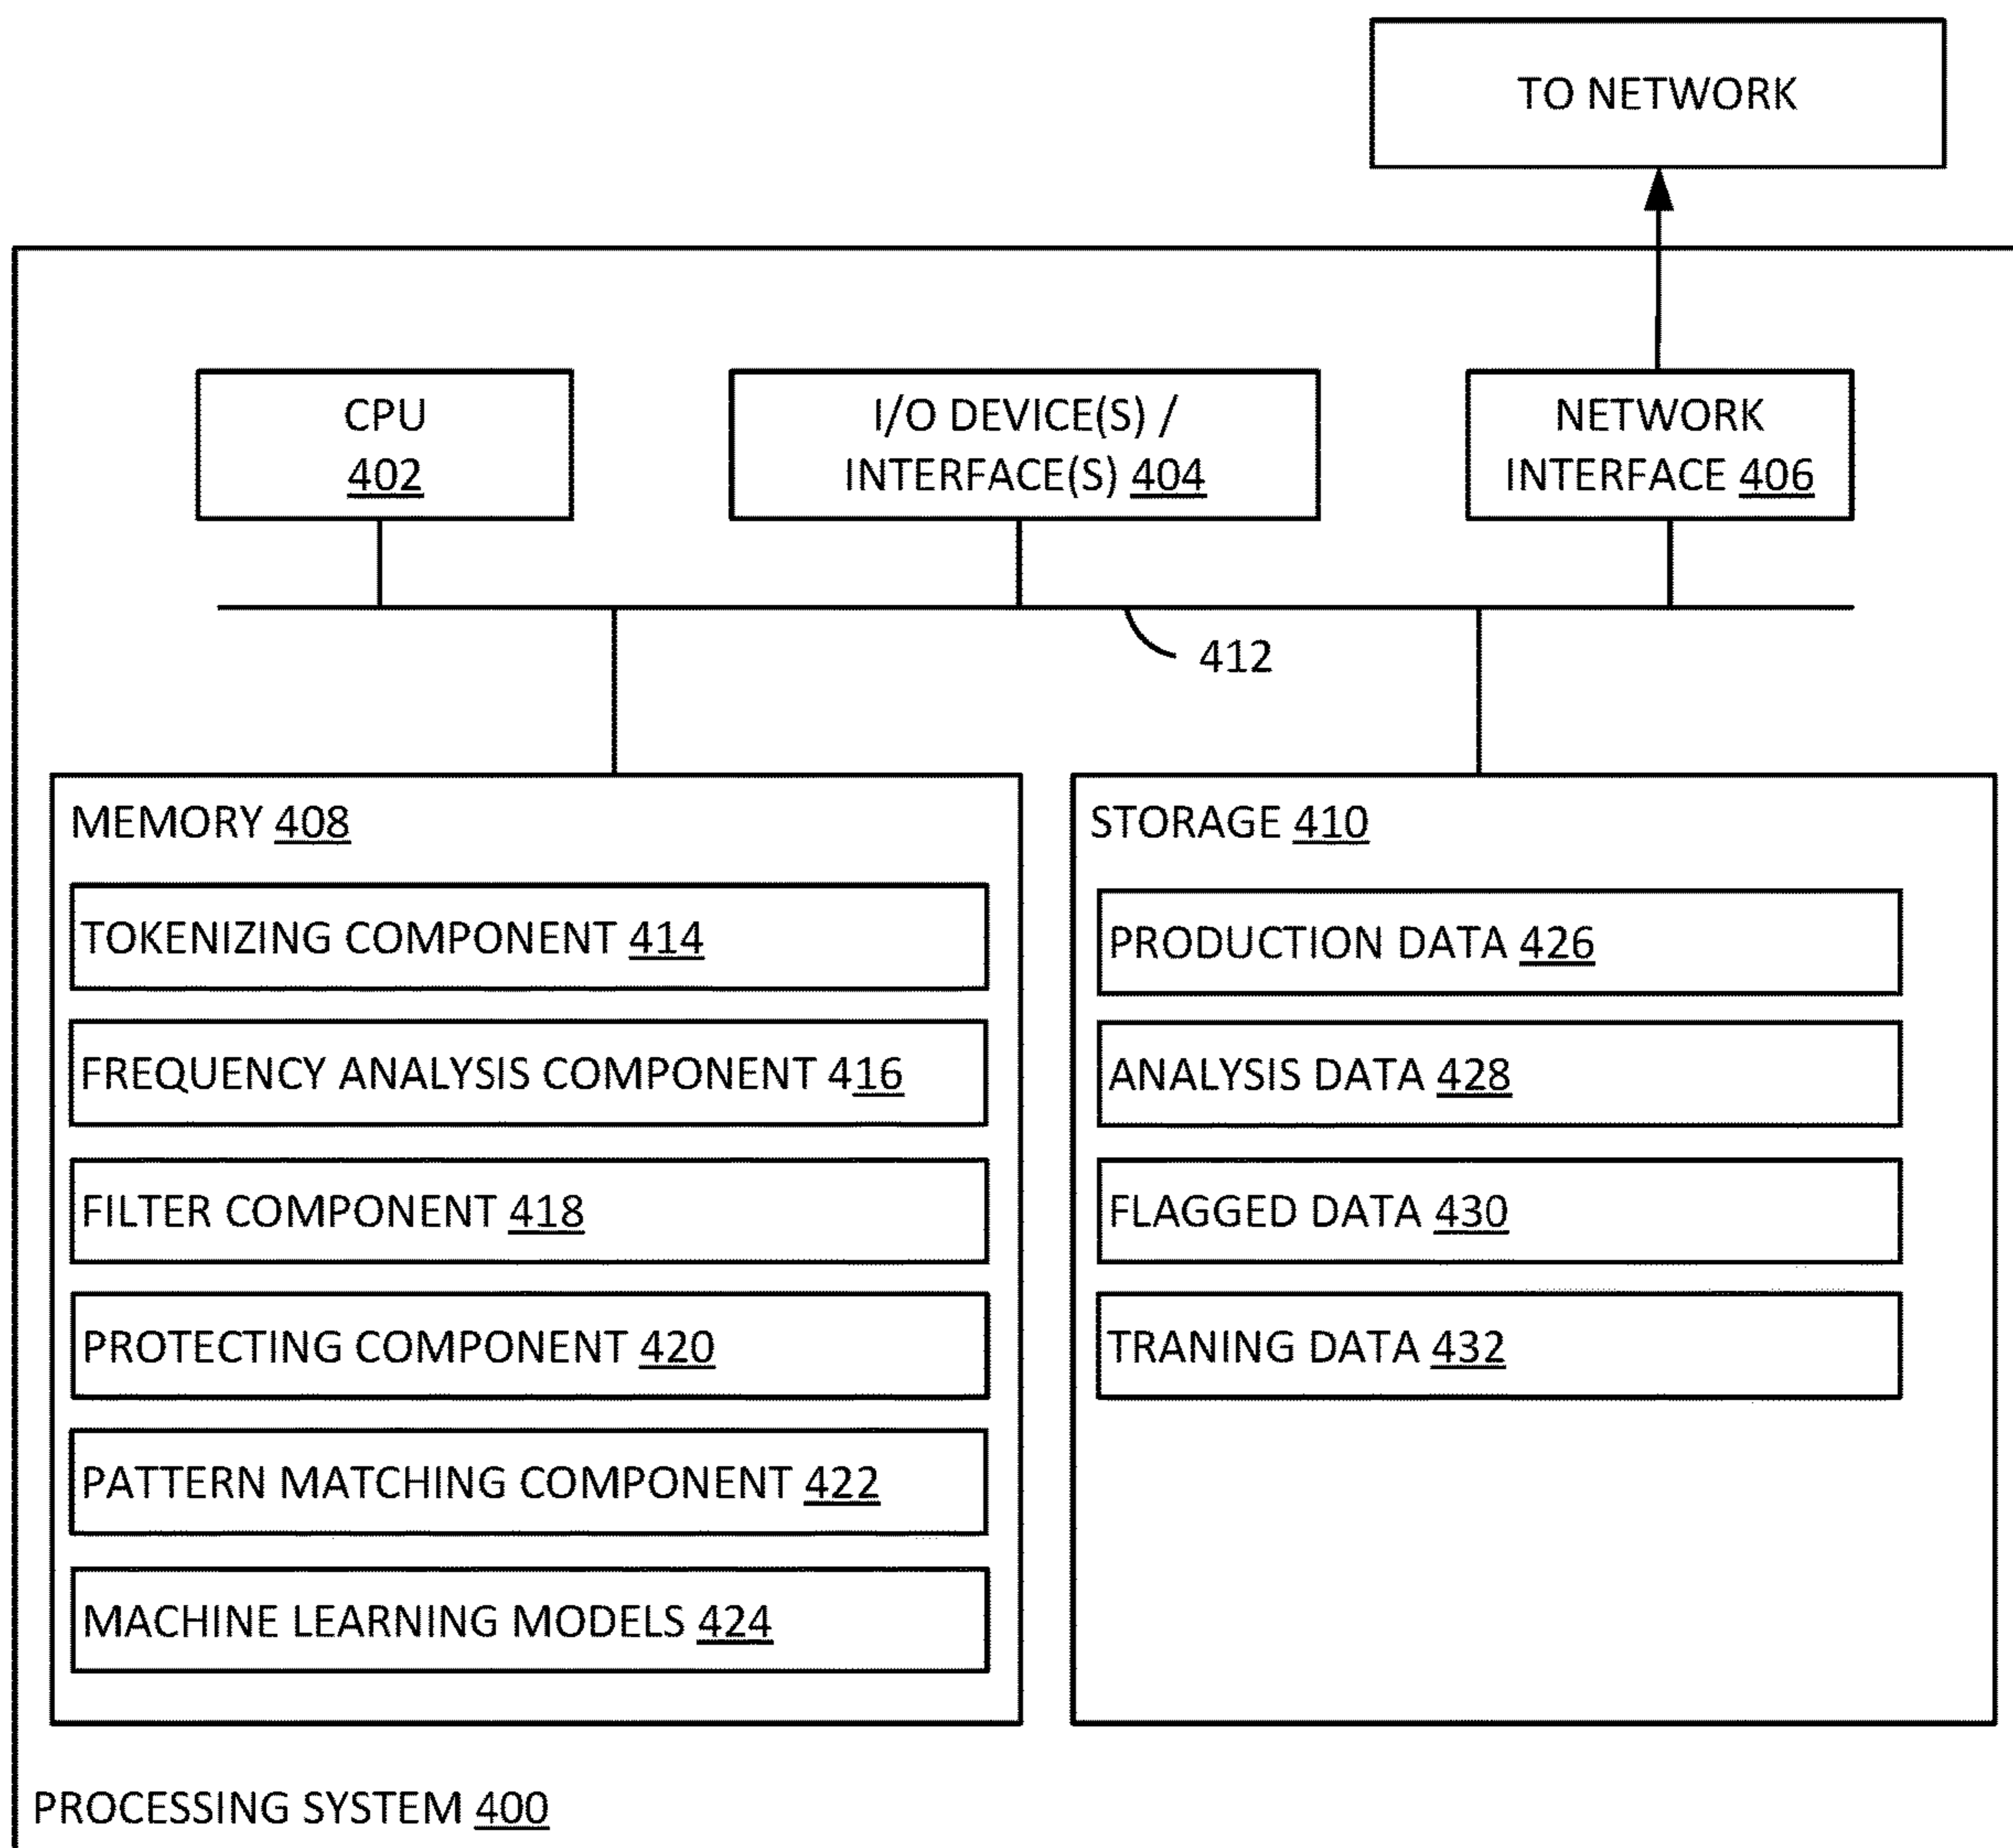 TO NETWORK
CPU
402
I/O DEVICE(S) /
INTERFACE(S) 404
NETWORK
INTERFACE 406
412
MEMORY 408
TOKENIZING COMPONENT 414
FREQUENCY ANALYSIS COMPONENT 416
FILTER COMPONENT 418
PROTECTING COMPONENT 420
PATTERN MATCHING COMPONENT 422
MACHINE LEARNING MODELS 424
STORAGE 410
PRODUCTION DATA 426
ANALYSIS DATA 428
FLAGGED DATA 430
TRANING DATA 432
PROCESSING SYSTEM 400